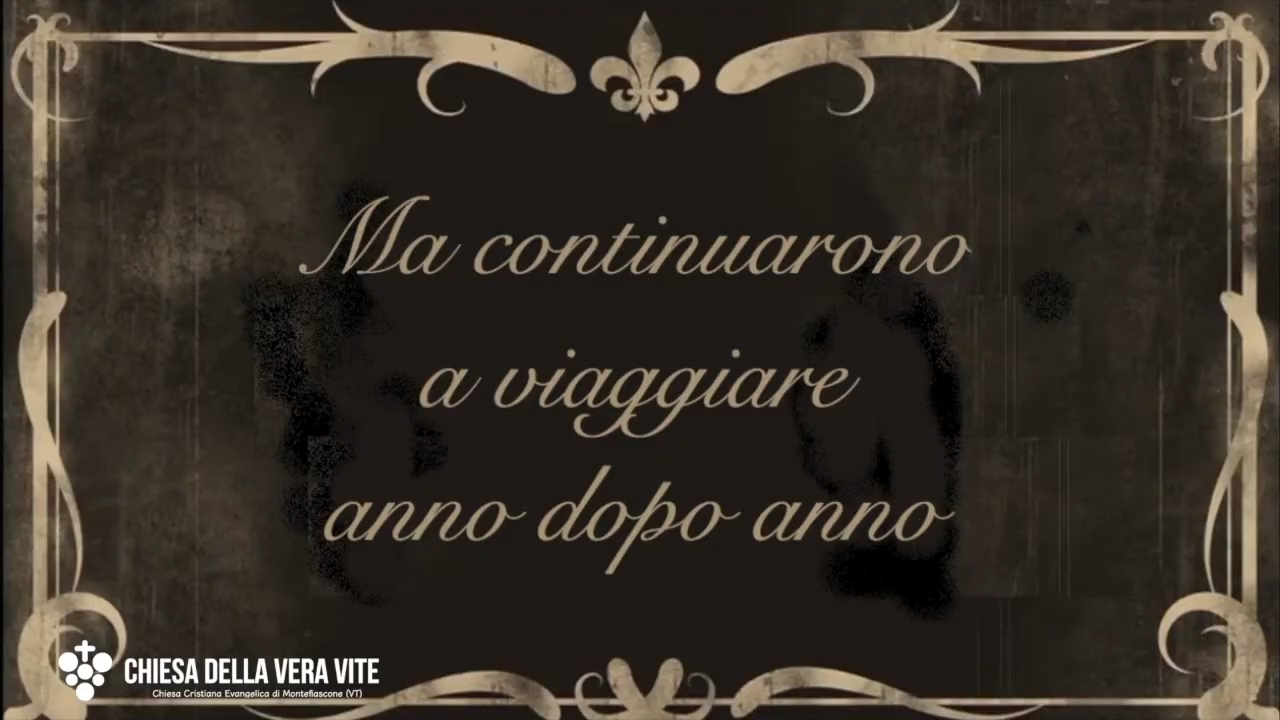 Ma continuarono
a viaggiare
anno dopo anno
CHIESA DELLA VERA VITE
Chiesa Cristiana Evangelica di Montefiascone (VT)